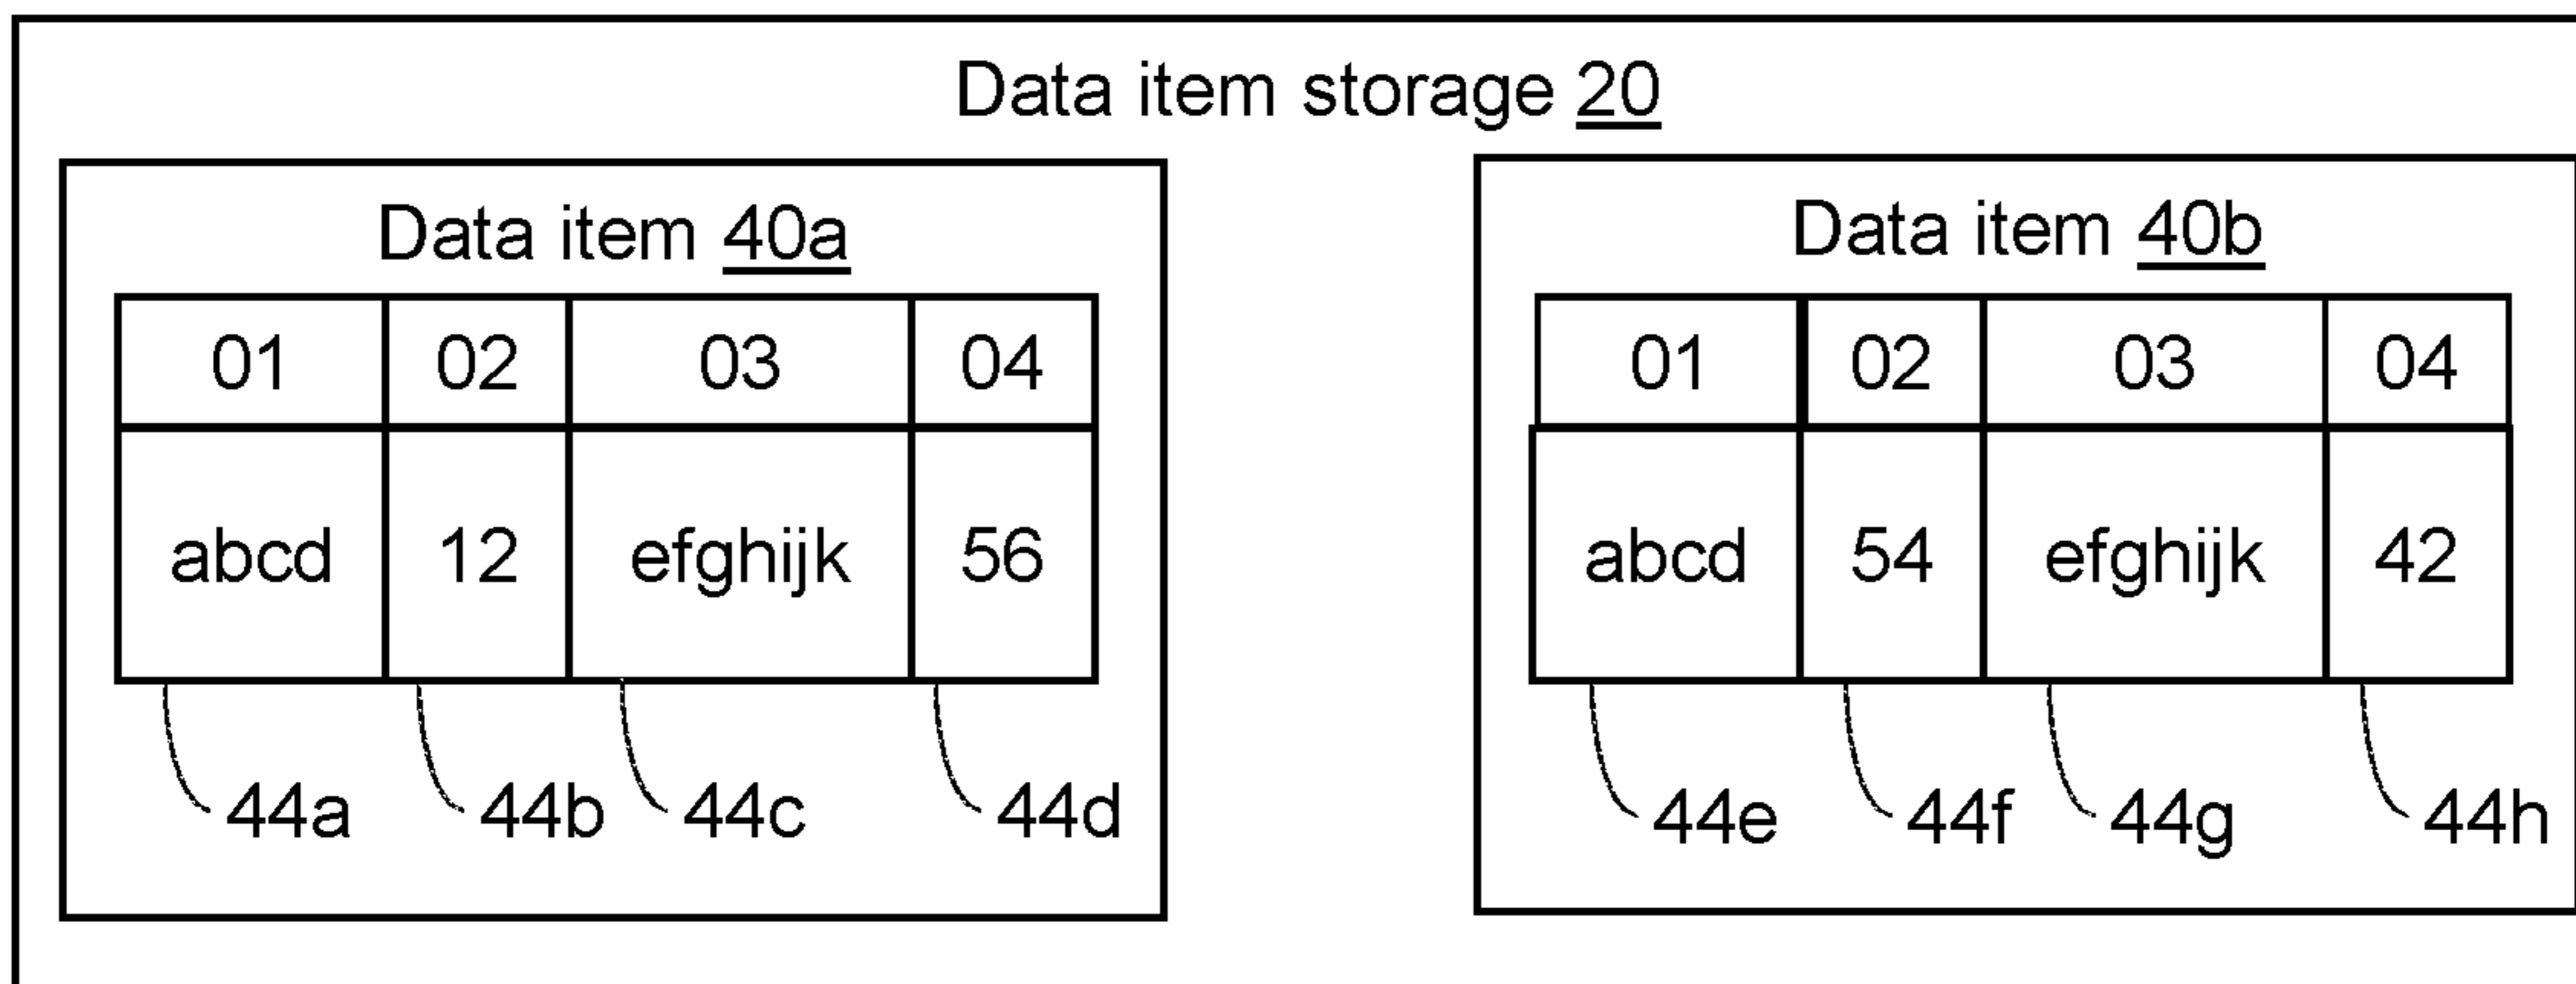 Data item storage 20
Data item 40a
01 02 03 04
abcd 12 efghijk 56
44a 44b 44c 44d
Data item 40b
01 02 03 04
abcd 54 efghijk 42
44e 44f 44g 44h